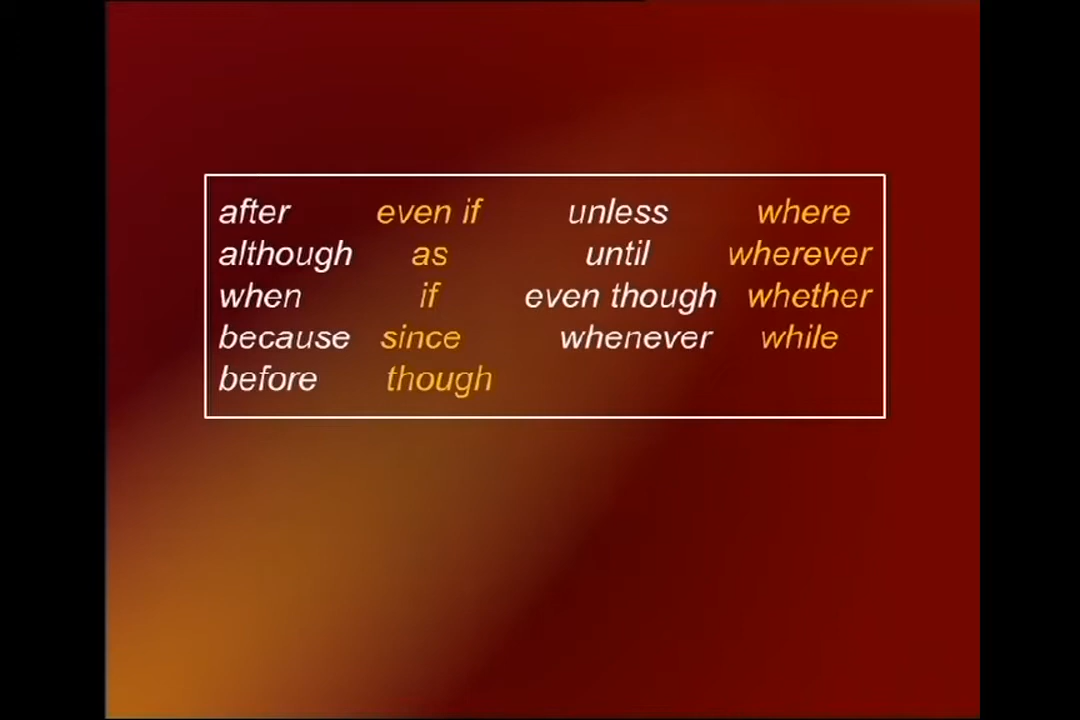 after even if unless where
although as until wherever
when if even though whether
because since whenever while
before though